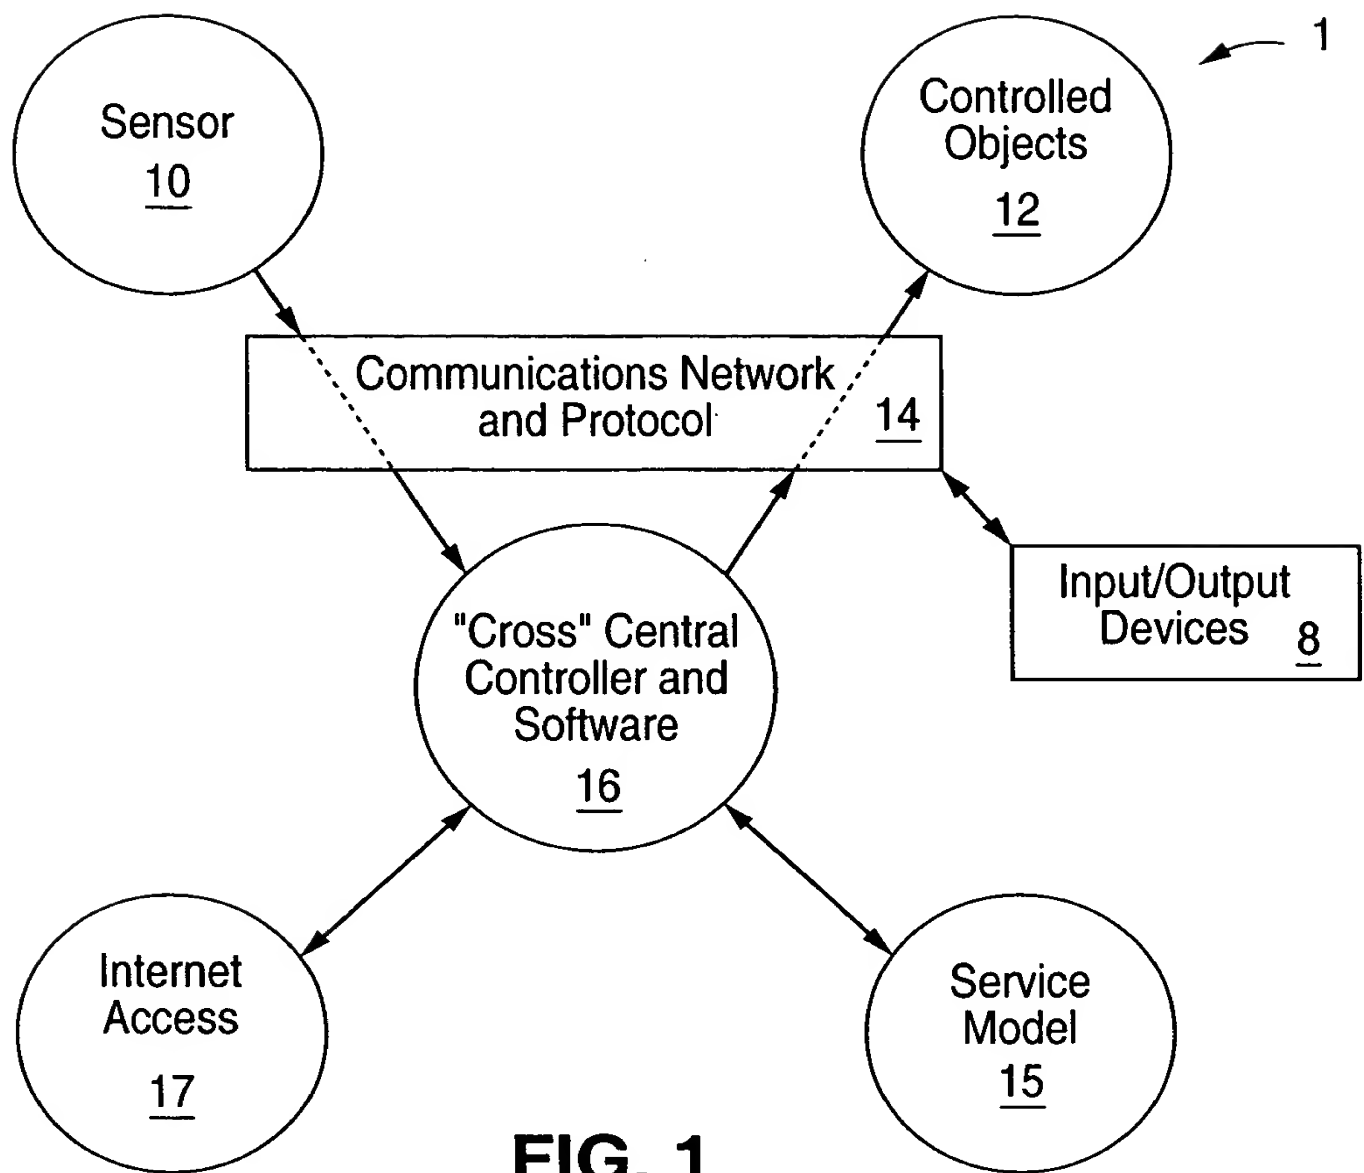 1
Sensor
10
Controlled
Objects
12
Communications Network
and Protocol
14
Input/Output
Devices
8
"Cross" Central
Controller and
Software
16
Internet
Access
17
Service
Model
15
FIG. 1